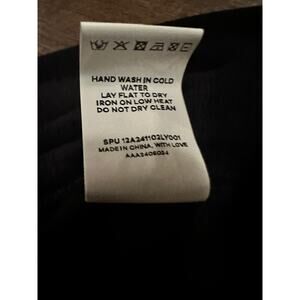 HAND WASH IN COLD
WATER
LAY FLAT TO DRY
IRON ON LOW HEAT
DO NOT DRY CLEAN
SPU 12A241102LY001
MADE IN CHINA, WITH LOVE
AAA2406024